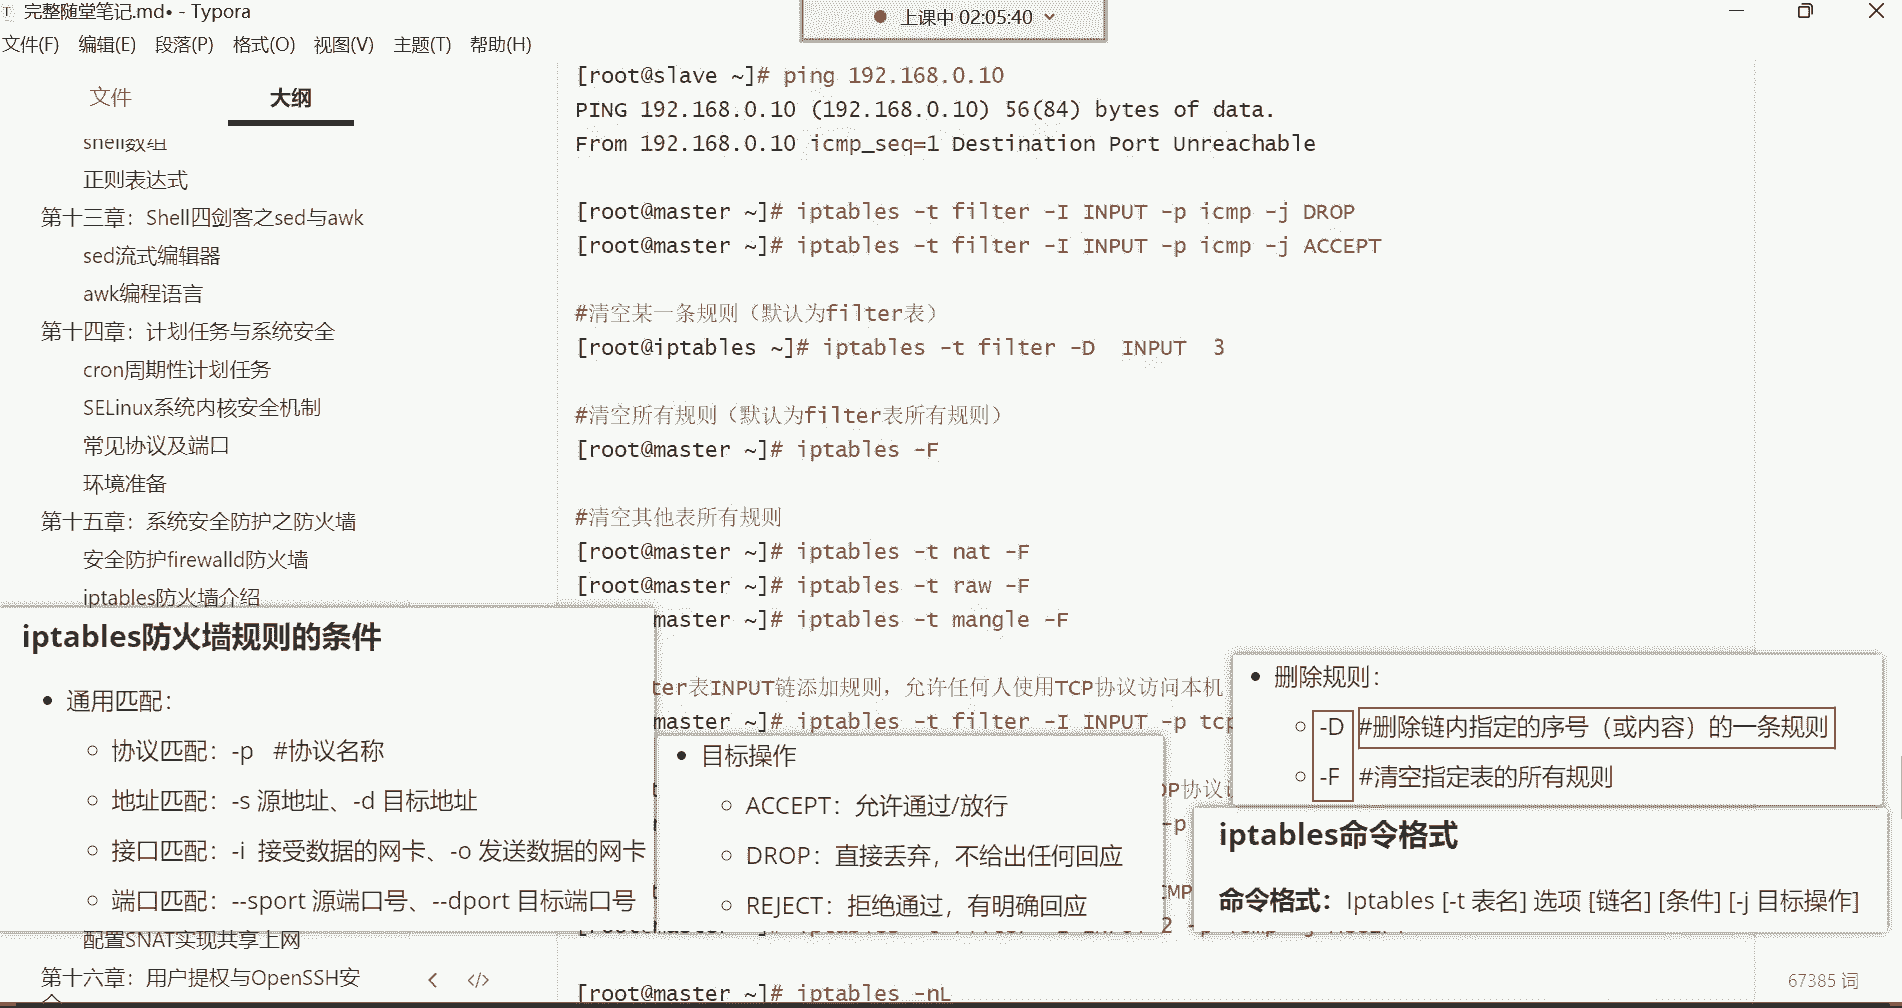 完整随堂笔记.md• - Typora
上课中 02:05:40
文件(F) 编辑(E) 段落(P) 格式(O) 视图(V) 主题(T) 帮助(H)
文件 大纲
shell数组
正则表达式
第十三章：Shell四剑客之sed与awk
sed流式编辑器
awk编程语言
第十四章：计划任务与系统安全
cron周期性计划任务
SELinux系统内核安全机制
常见协议及端口
环境准备
第十五章：系统安全防护之防火墙
安全防护firewalld防火墙
iptables防火墙介绍
配置SNAT实现共享上网
第十六章：用户提权与OpenSSH安
[root@slave ~]# ping 192.168.0.10
PING 192.168.0.10 (192.168.0.10) 56(84) bytes of data.
From 192.168.0.10 icmp_seq=1 Destination Port Unreachable
[root@master ~]# iptables -t filter -I INPUT -p icmp -j DROP
[root@master ~]# iptables -t filter -I INPUT -p icmp -j ACCEPT
#清空某一条规则（默认为filter表）
[root@iptables ~]# iptables -t filter -D  INPUT  3
#清空所有规则（默认为filter表所有规则）
[root@master ~]# iptables -F
#清空其他表所有规则
[root@master ~]# iptables -t nat -F
[root@master ~]# iptables -t raw -F
master ~]# iptables -t mangle -F
ter表INPUT链添加规则，允许任何人使用TCP协议访问本机
master ~]# iptables -t filter -I INPUT -p tcp
[root@master ~]# iptables -nL
iptables防火墙规则的条件
• 通用匹配：
○ 协议匹配：-p  #协议名称
○ 地址匹配：-s 源地址、-d 目标地址
○ 接口匹配：-i 接受数据的网卡、-o 发送数据的网卡
○ 端口匹配：--sport 源端口号、--dport 目标端口号
• 目标操作
○ ACCEPT：允许通过/放行
○ DROP：直接丢弃，不给出任何回应
○ REJECT：拒绝通过，有明确回应
• 删除规则：
○ -D #删除链内指定的序号（或内容）的一条规则
○ -F #清空指定表的所有规则
iptables命令格式
命令格式：Iptables [-t 表名] 选项 [链名] [条件] [-j 目标操作]
67385 词